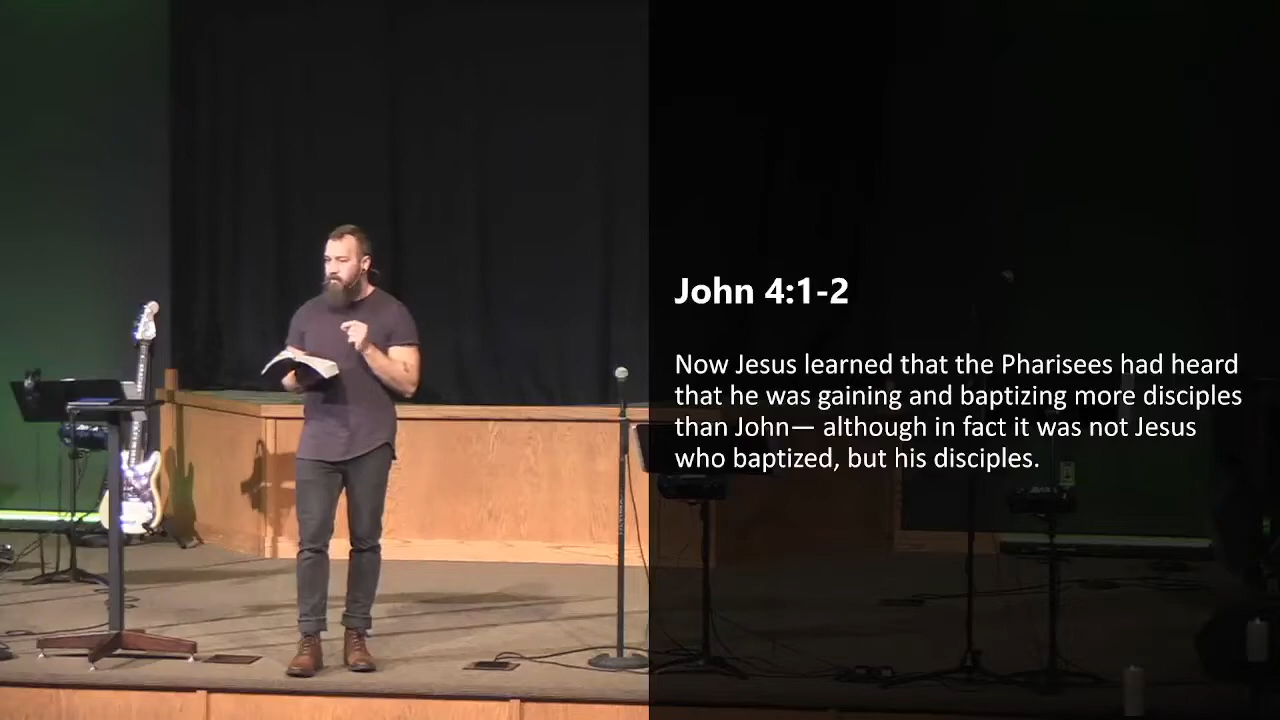 John 4:1-2
Now Jesus learned that the Pharisees had heard
that he was gaining and baptizing more disciples
than John— although in fact it was not Jesus
who baptized, but his disciples.